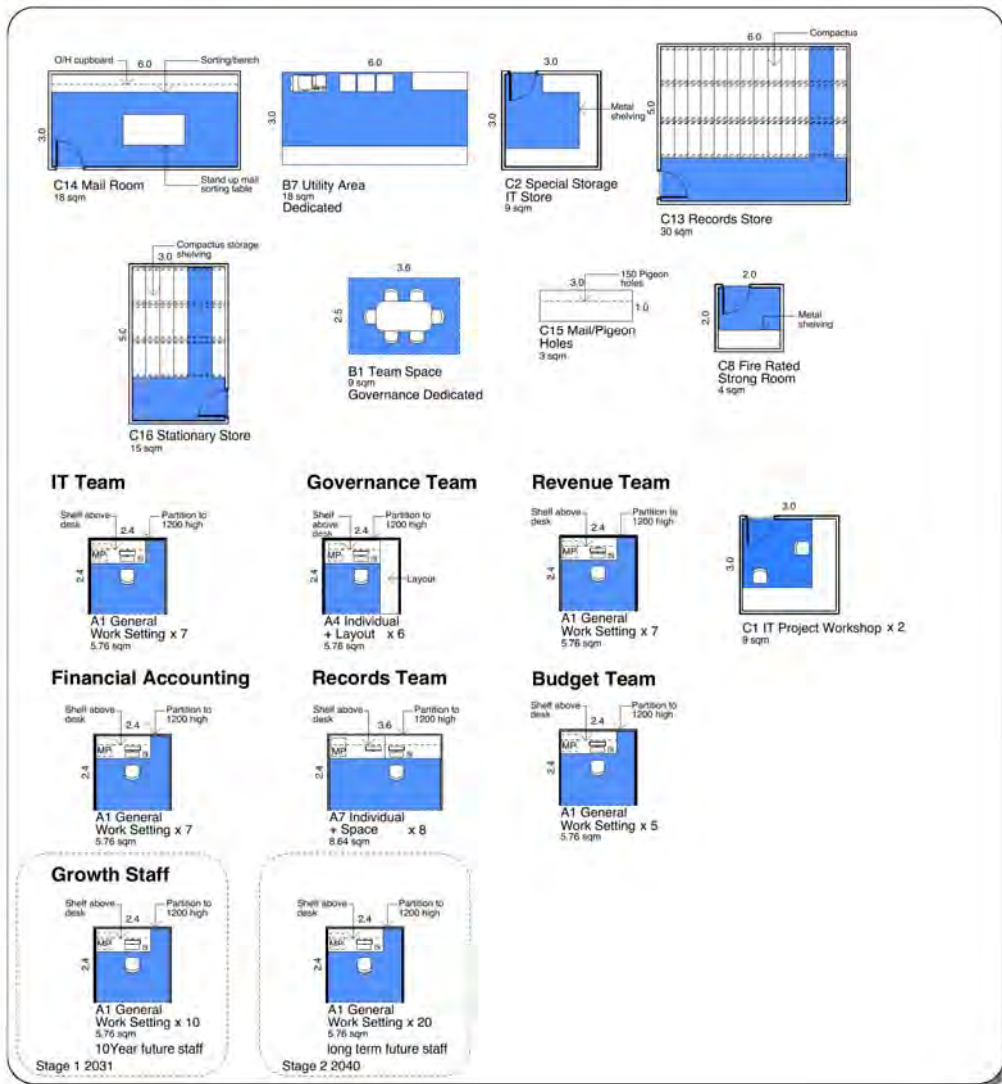 O/H cupboard
6.0
Sorting/bench
3.0
Stand up mail
sorting table
C14 Mail Room
18 sqm
6.0
3.0
B7 Utility Area
18 sqm
Dedicated
3.0
3.0
Metal
shelving
C2 Special Storage
IT Store
9 sqm
6.0
Compactus
5.0
C13 Records Store
30 sqm
Compactus storage
3.0 shelving
5.0
C16 Stationary Store
15 sqm
3.6
2.5
B1 Team Space
9 sqm
Governance Dedicated
3.0
150 Pigeon
holes
1.0
C15 Mail/Pigeon
Holes
3 sqm
2.0
2.0
Metal
shelving
C8 Fire Rated
Strong Room
4 sqm
IT Team
Shelf above
desk
2.4
Partition to
1200 high
MP
2.4
A1 General
Work Setting x 7
5.76 sqm
Governance Team
Shelf
above
desk
2.4
Partition to
1200 high
MP
2.4
Layout
A4 Individual
+ Layout x 6
5.76 sqm
Revenue Team
Shelf above
desk
2.4
Partition to
1200 high
MP
2.4
A1 General
Work Setting x 7
5.76 sqm
3.0
3.0
C1 IT Project Workshop x 2
9 sqm
Financial Accounting
Shelf above
desk
2.4
Partition to
1200 high
MP
2.4
A1 General
Work Setting x 7
5.76 sqm
Records Team
Shelf above
desk
3.6
Partition to
1200 high
MP
2.4
A7 Individual
+ Space x 8
8.64 sqm
Budget Team
Shelf above
desk
2.4
Partition to
1200 high
MP
2.4
A1 General
Work Setting x 5
5.76 sqm
Growth Staff
Shelf above
desk
2.4
Partition to
1200 high
MP
2.4
A1 General
Work Setting x 10
5.76 sqm
10Year future staff
Stage 1 2031
Shelf above
desk
2.4
Partition to
1200 high
MP
2.4
A1 General
Work Setting x 20
5.76 sqm
long term future staff
Stage 2 2040